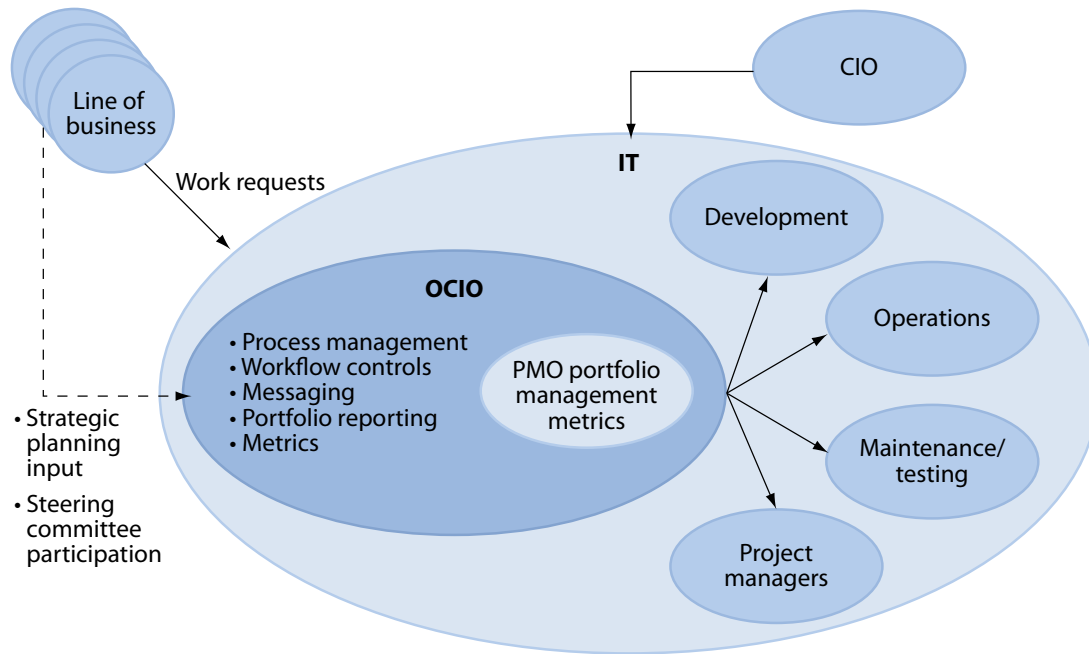 Line of
business
CIO
Work requests
IT
Development
OCIO
• Process management
• Workflow controls
• Messaging
• Portfolio reporting
• Metrics
PMO portfolio
management
metrics
Operations
Maintenance/
testing
Project
managers
• Strategic
planning
input
• Steering
committee
participation